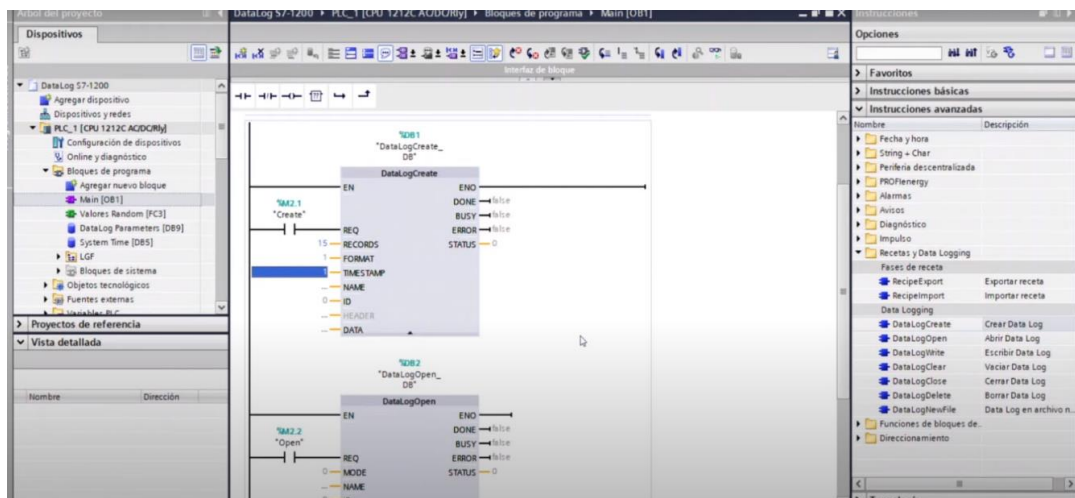 Árbol del proyecto
DataLog S7-1200 ▸ PLC_1 [CPU 1212C AC/DC/Rly] ▸ Bloques de programa ▸ Main [OB1]
Instrucciones
Dispositivos
Opciones
Interfaz de bloque
DataLog S7-1200
Agregar dispositivo
Dispositivos y redes
PLC_1 [CPU 1212C AC/DC/Rly]
Configuración de dispositivos
Online y diagnóstico
Bloques de programa
Agregar nuevo bloque
Main [OB1]
Valores Random [FC3]
DataLog Parameters [DB9]
System Time [DB5]
LGF
Bloques de sistema
Objetos tecnológicos
Fuentes externas
Variables PLC
Proyectos de referencia
Vista detallada
Nombre Dirección
%DB1
"DataLogCreate_
DB"
DataLogCreate
EN ENO
%M2.1 DONE false
"Create" BUSY false
REQ ERROR false
15 RECORDS STATUS 0
1 FORMAT
1 TIMESTAMP
... NAME
0 ID
... HEADER
... DATA
%DB2
"DataLogOpen_
DB"
DataLogOpen
EN ENO
%M2.2 DONE false
"Open" BUSY false
REQ ERROR false
0 MODE STATUS 0
... NAME
Favoritos
Instrucciones básicas
Instrucciones avanzadas
Nombre Descripción
Fecha y hora
String + Char
Periferia descentralizada
PROFIenergy
Alarmas
Avisos
Diagnóstico
Impulso
Recetas y Data Logging
Fases de receta
RecipeExport Exportar receta
RecipeImport Importar receta
Data Logging
DataLogCreate Crear Data Log
DataLogOpen Abrir Data Log
DataLogWrite Escribir Data Log
DataLogClear Vaciar Data Log
DataLogClose Cerrar Data Log
DataLogDelete Borrar Data Log
DataLogNewFile Data Log en archivo n..
Funciones de bloques de..
Direccionamiento